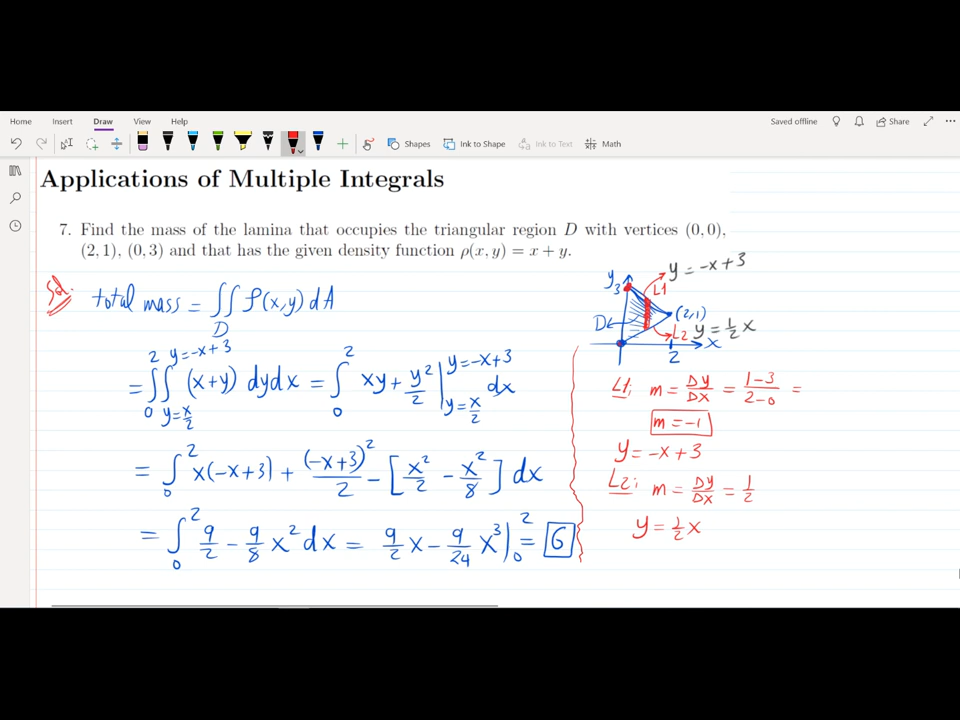 Home Insert Draw View Help
Saved offline Share
Shapes Ink to Shape Ink to Text Math
Applications of Multiple Integrals
7. Find the mass of the lamina that occupies the triangular region D with vertices (0,0),
(2,1), (0,3) and that has the given density function ρ(x,y) = x + y.
Sol.
total mass = ∬_D ρ(x,y) dA
= ∫_0^2 ∫_{y=x/2}^{y=-x+3} (x+y) dydx = ∫_0^2 xy + y²/2 |_{y=x/2}^{y=-x+3} dx
= ∫_0^2 x(-x+3) + (-x+3)²/2 - [x²/2 - x²/8] dx
= ∫_0^2 9/2 - 9/8 x² dx = 9/2 x - 9/24 x³ |_0^2 = 6
y = -x+3
y
3
L1
(2,1)
D
L2 y = 1/2 x
x
2
L1: m = Dy/Dx = (1-3)/(2-0) =
m = -1
y = -x+3
L2: m = Dy/Dx = 1/2
y = 1/2 x